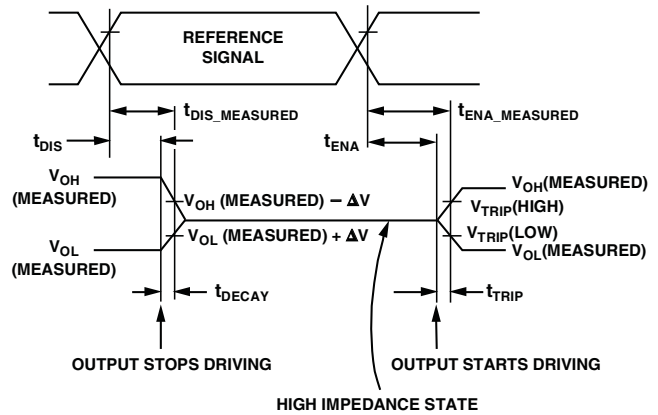 REFERENCE
SIGNAL
tDIS_MEASURED
tENA_MEASURED
tDIS
tENA
VOH
(MEASURED)
VOH (MEASURED) − ΔV
VOH(MEASURED)
VTRIP(HIGH)
VOL
(MEASURED)
VOL (MEASURED) + ΔV
VTRIP(LOW)
VOL(MEASURED)
tDECAY
tTRIP
OUTPUT STOPS DRIVING
OUTPUT STARTS DRIVING
HIGH IMPEDANCE STATE